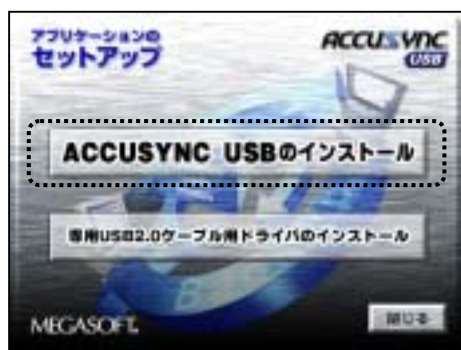 アプリケーションの
セットアップ
ACCUSYNC
USB
ACCUSYNC USBのインストール
専用USB2.0ケーブル用ドライバのインストール
MEGASOFT
閉じる